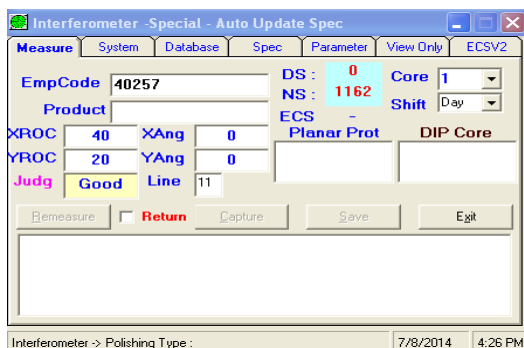 Interferometer -Special - Auto Update Spec
Measure System Database Spec Parameter View Only ECSV2
EmpCode 40257 DS : 0 Core 1
Product NS : 1162 Shift Day
ECS -
XROC 40 XAng 0 Planar Prot DIP Core
YROC 20 YAng 0
Judg Good Line 11
Remeasure Return Capture Save Exit
Interferometer -> Polishing Type : 7/8/2014 4:26 PM